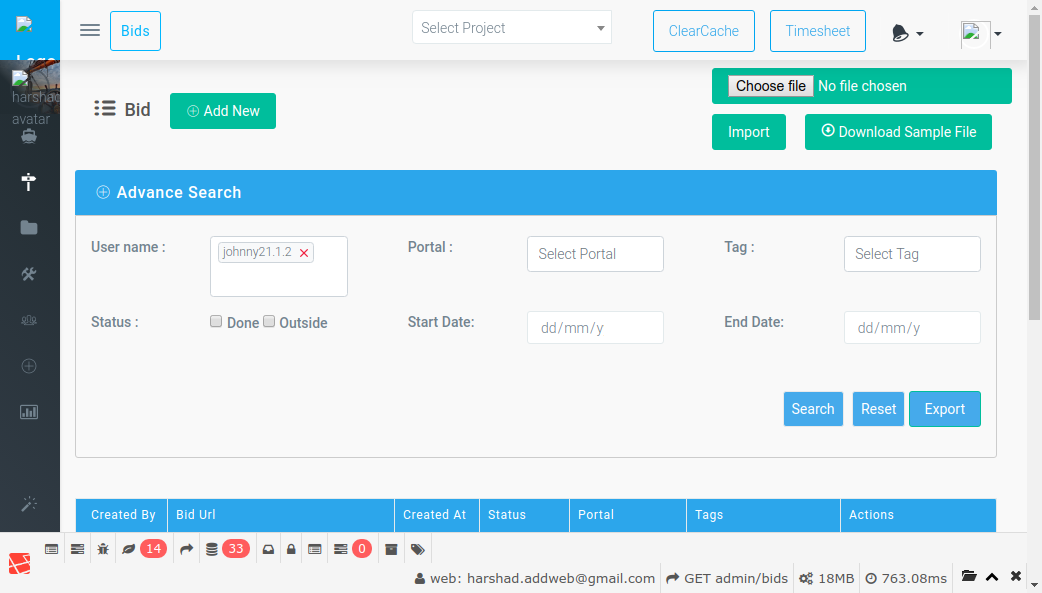 Bids
Select Project
ClearCache
Timesheet
harshad
avatar
Bid
Add New
Choose file No file chosen
Import
Download Sample File
Advance Search
User name :
johnny21.1.2
Portal :
Select Portal
Tag :
Select Tag
Status :
Done
Outside
Start Date:
dd/mm/y
End Date:
dd/mm/y
Search
Reset
Export
Created By
Bid Url
Created At
Status
Portal
Tags
Actions
14
33
0
web: harshad.addweb@gmail.com
GET admin/bids
18MB
763.08ms